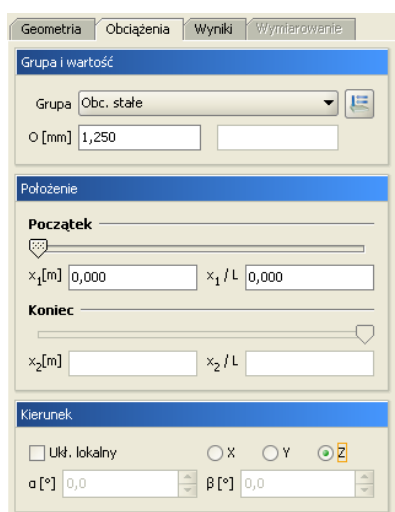 Geometria Obciążenia Wyniki Wymiarowanie
Grupa i wartość
Grupa Obc. stałe
O [mm] 1,250
Położenie
Początek
x1[m] 0,000 x1 / L 0,000
Koniec
x2[m] x2 / L
Kierunek
Ukł. lokalny X Y Z
α [°] 0,0 β [°] 0,0